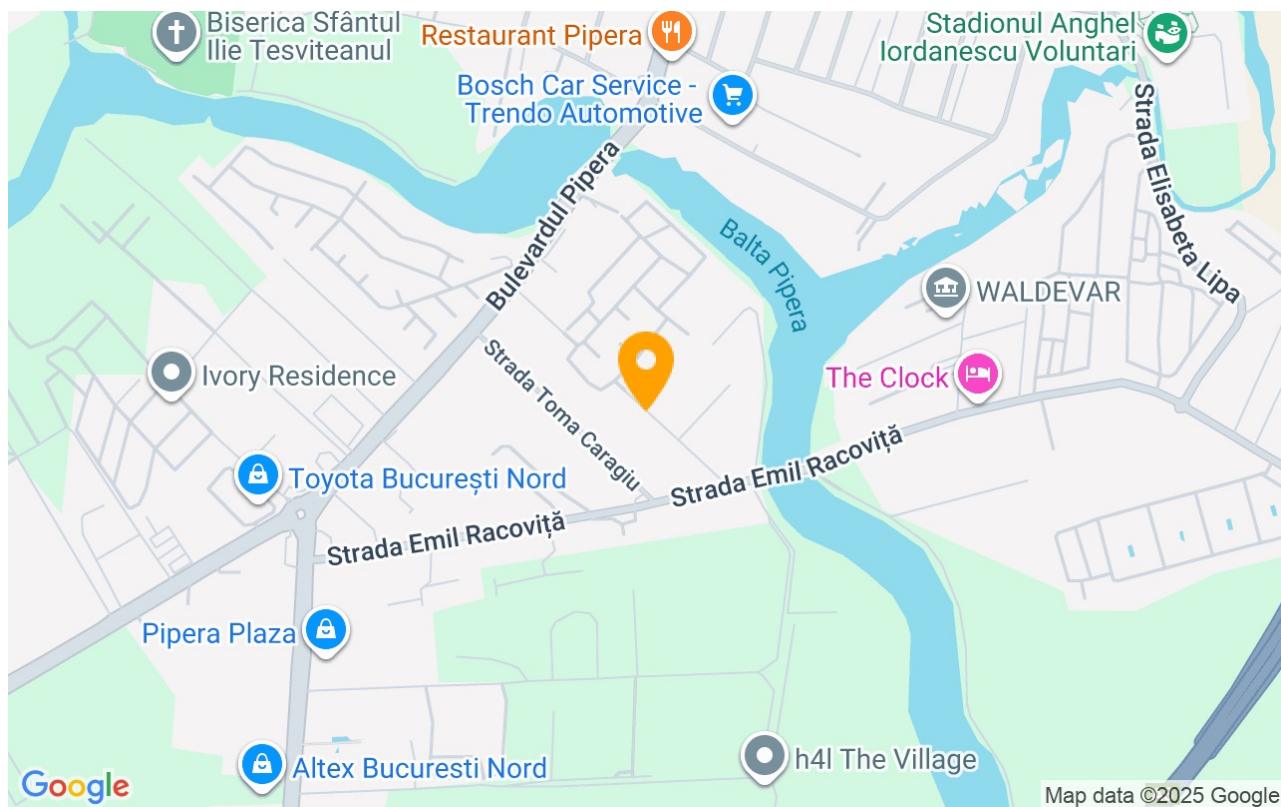 Biserica Sfântul
Ilie Tesviteanul
Restaurant Pipera
Stadionul Anghel
Iordanescu Voluntari
Bosch Car Service -
Trendo Automotive
Strada Elisabeta Lipa
Bulevardul Pipera
Balta Pipera
WALDEVAR
Ivory Residence
Strada Toma Caragiu
The Clock
Toyota București Nord
Strada Emil Racoviță
Strada Emil Racoviță
Pipera Plaza
Altex Bucuresti Nord
h4l The Village
Google
Map data ©2025 Google